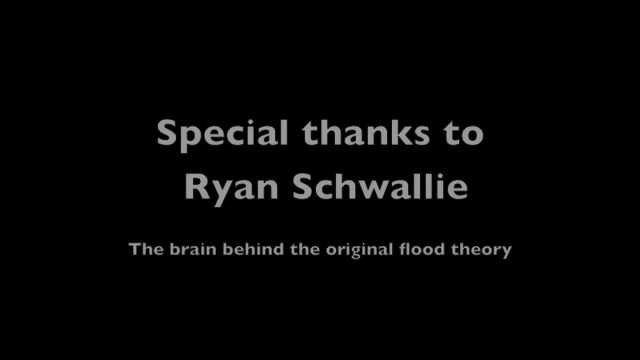 Special thanks to
Ryan Schwallie
The brain behind the original flood theory